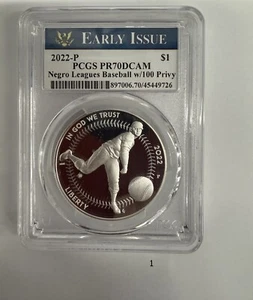 EARLY ISSUE
2022-P $1
PCGS PR70DCAM
Negro Leagues Baseball w/100 Privy
897006.70/45449726
IN GOD WE TRUST
2022
P
LIBERTY
1